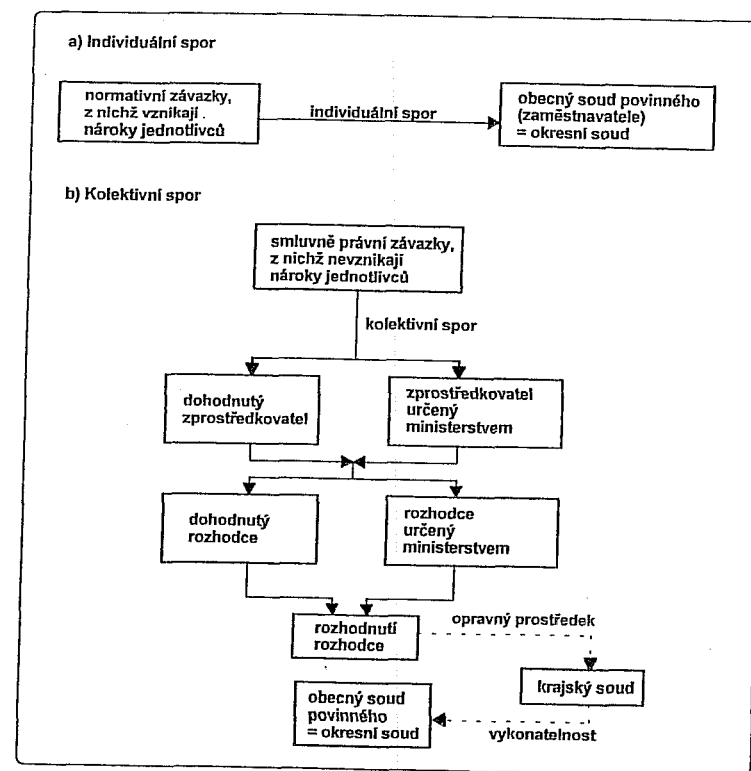 a) Individuální spor
normativní závazky,
z nichž vznikají
nároky jednotlivců
individuální spor
obecný soud povinného
(zaměstnavatele)
= okresní soud
b) Kolektivní spor
smluvně právní závazky,
z nichž nevznikají
nároky jednotlivců
kolektivní spor
dohodnutý
zprostředkovatel
zprostředkovatel
určený
ministerstvem
dohodnutý
rozhodce
rozhodce
určený
ministerstvem
rozhodnutí
rozhodce
opravný prostředek
krajský soud
obecný soud
povinného
= okresní soud
vykonatelnost